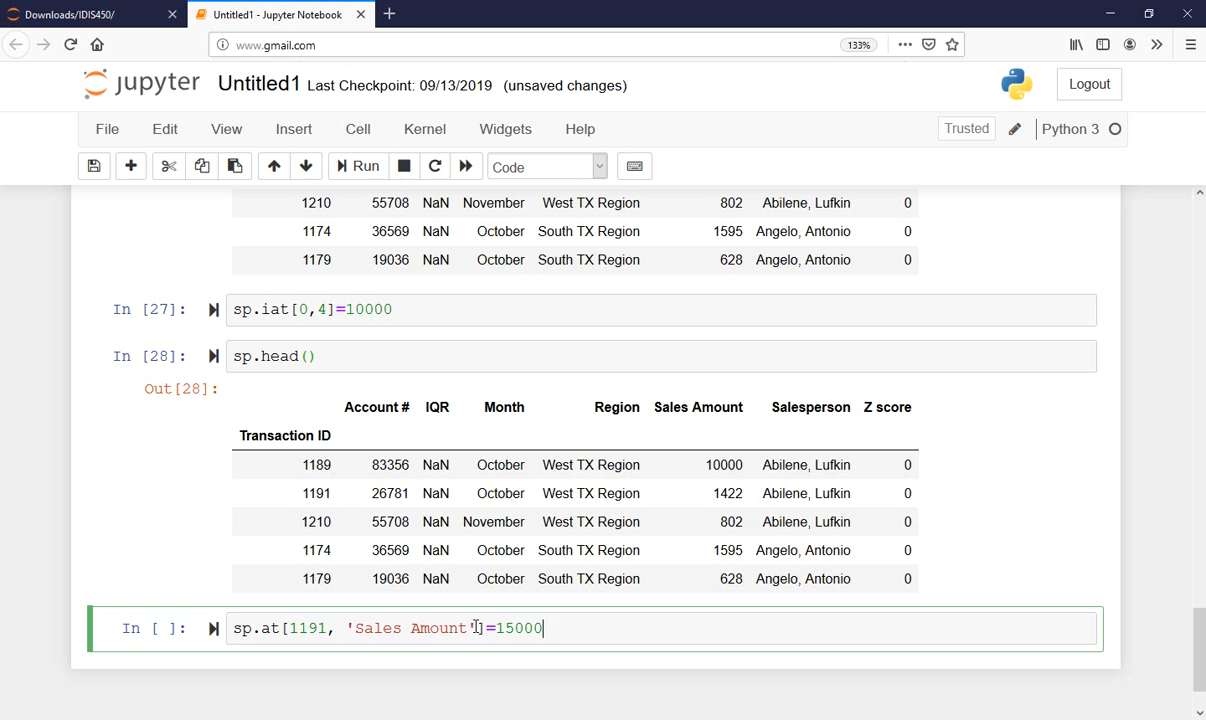 Downloads/IDIS450/
Untitled1 - Jupyter Notebook
www.gmail.com
133%
jupyter Untitled1 Last Checkpoint: 09/13/2019 (unsaved changes)
Logout
File Edit View Insert Cell Kernel Widgets Help
Trusted Python 3
Run Code
1210 55708 NaN November West TX Region 802 Abilene, Lufkin 0
1174 36569 NaN October South TX Region 1595 Angelo, Antonio 0
1179 19036 NaN October South TX Region 628 Angelo, Antonio 0
In [27]: sp.iat[0,4]=10000
In [28]: sp.head()
Out[28]:
Account # IQR Month Region Sales Amount Salesperson Z score
Transaction ID
1189 83356 NaN October West TX Region 10000 Abilene, Lufkin 0
1191 26781 NaN October West TX Region 1422 Abilene, Lufkin 0
1210 55708 NaN November West TX Region 802 Abilene, Lufkin 0
1174 36569 NaN October South TX Region 1595 Angelo, Antonio 0
1179 19036 NaN October South TX Region 628 Angelo, Antonio 0
In [ ]: sp.at[1191, 'Sales Amount']=15000